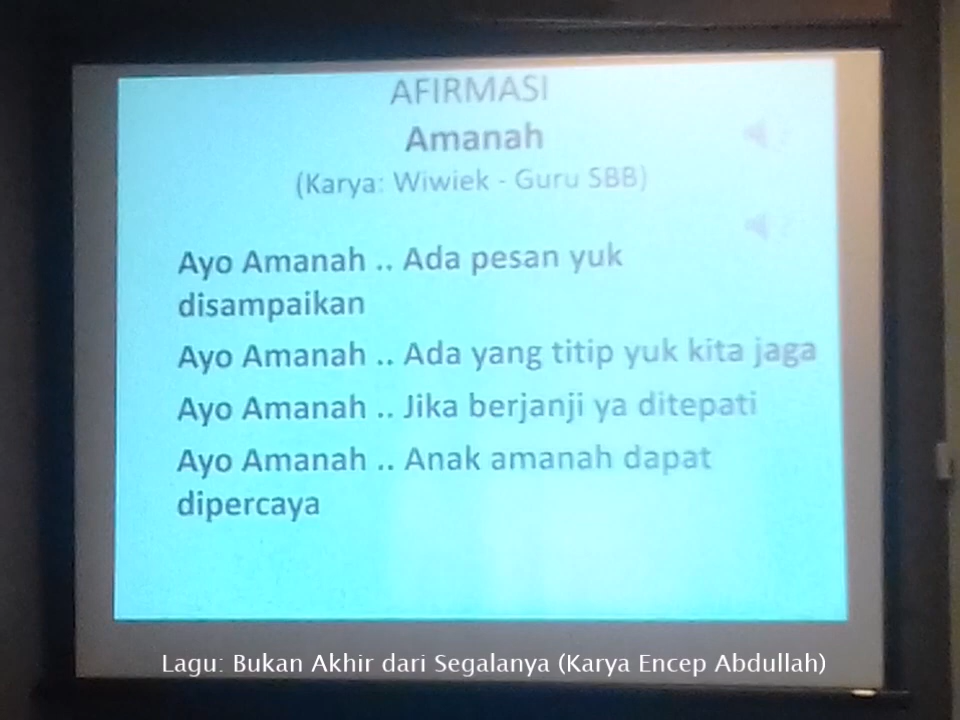 AFIRMASI
Amanah
(Karya: Wiwiek - Guru SBB)
Ayo Amanah .. Ada pesan yuk
disampaikan
Ayo Amanah .. Ada yang titip yuk kita jaga
Ayo Amanah .. Jika berjanji ya ditepati
Ayo Amanah .. Anak amanah dapat
dipercaya
Lagu: Bukan Akhir dari Segalanya (Karya Encep Abdullah)